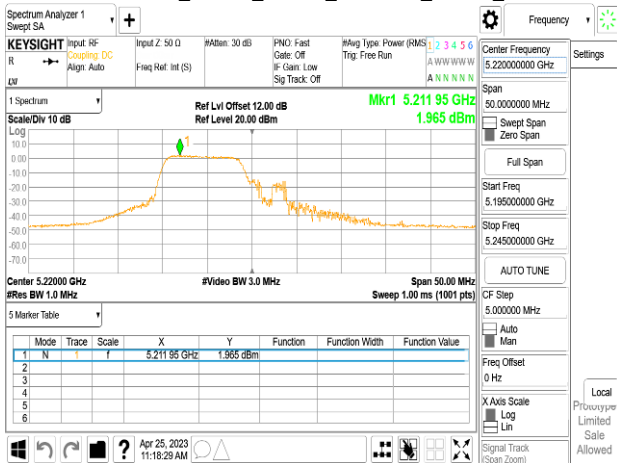 Spectrum Analyzer 1
Swept SA
Frequency
KEYSIGHT
Input: RF
Coupling: DC
Align: Auto
Input Z: 50 Ω
Freq Ref: Int (S)
#Atten: 30 dB
PNO: Fast
Gate: Off
IF Gain: Low
Sig Track: Off
#Avg Type: Power (RMS
Trig: Free Run
1 2 3 4 5 6
A W W W W W
A N N N N N
R
LXI
Center Frequency
5.220000000 GHz
Settings
Span
50.0000000 MHz
Swept Span
Zero Span
Full Span
Start Freq
5.195000000 GHz
Stop Freq
5.245000000 GHz
AUTO TUNE
CF Step
5.000000 MHz
Auto
Man
Freq Offset
0 Hz
X Axis Scale
Log
Lin
Signal Track
(Span Zoom)
Local
Prototype
Limited
Sale
Allowed
1 Spectrum
Scale/Div 10 dB
Log
Ref Lvl Offset 12.00 dB
Ref Level 20.00 dBm
Mkr1 5.211 95 GHz
1.965 dBm
1
10.0
0.00
-10.0
-20.0
-30.0
-40.0
-50.0
-60.0
-70.0
Center 5.22000 GHz
#Res BW 1.0 MHz
#Video BW 3.0 MHz
Span 50.00 MHz
Sweep 1.00 ms (1001 pts)
5 Marker Table
Mode Trace Scale X Y Function Function Width Function Value
1 N 1 f 5.211 95 GHz 1.965 dBm
2
3
4
5
6
Apr 25, 2023
11:18:29 AM